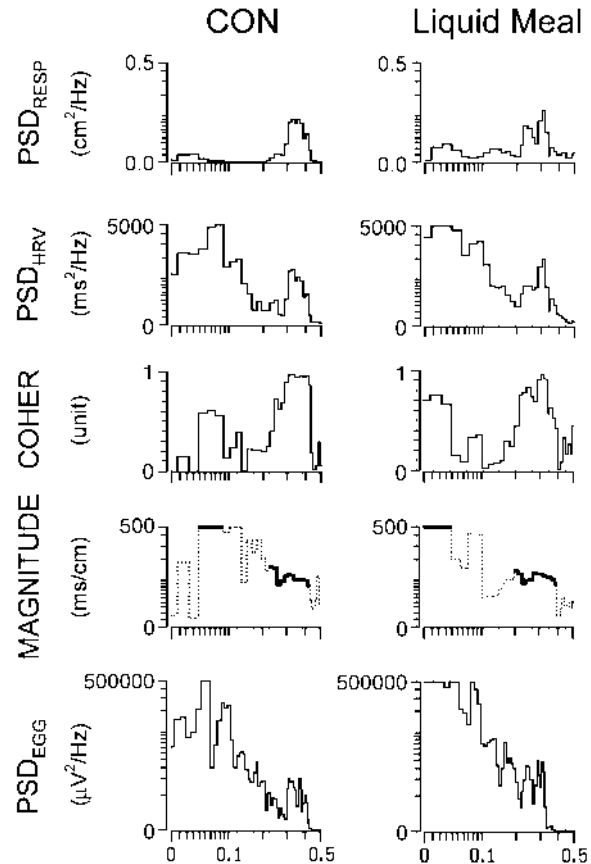 CON Liquid Meal
PSD_RESP (cm²/Hz)
0.5 0.5
0.0 0.0
PSD_HRV (ms²/Hz)
5000 5000
0 0
COHER (unit)
1 1
0 0
MAGNITUDE (ms/cm)
500 500
0 0
PSD_EGG (μV²/Hz)
500000 500000
0 0
0 0.1 0.5 0 0.1 0.5